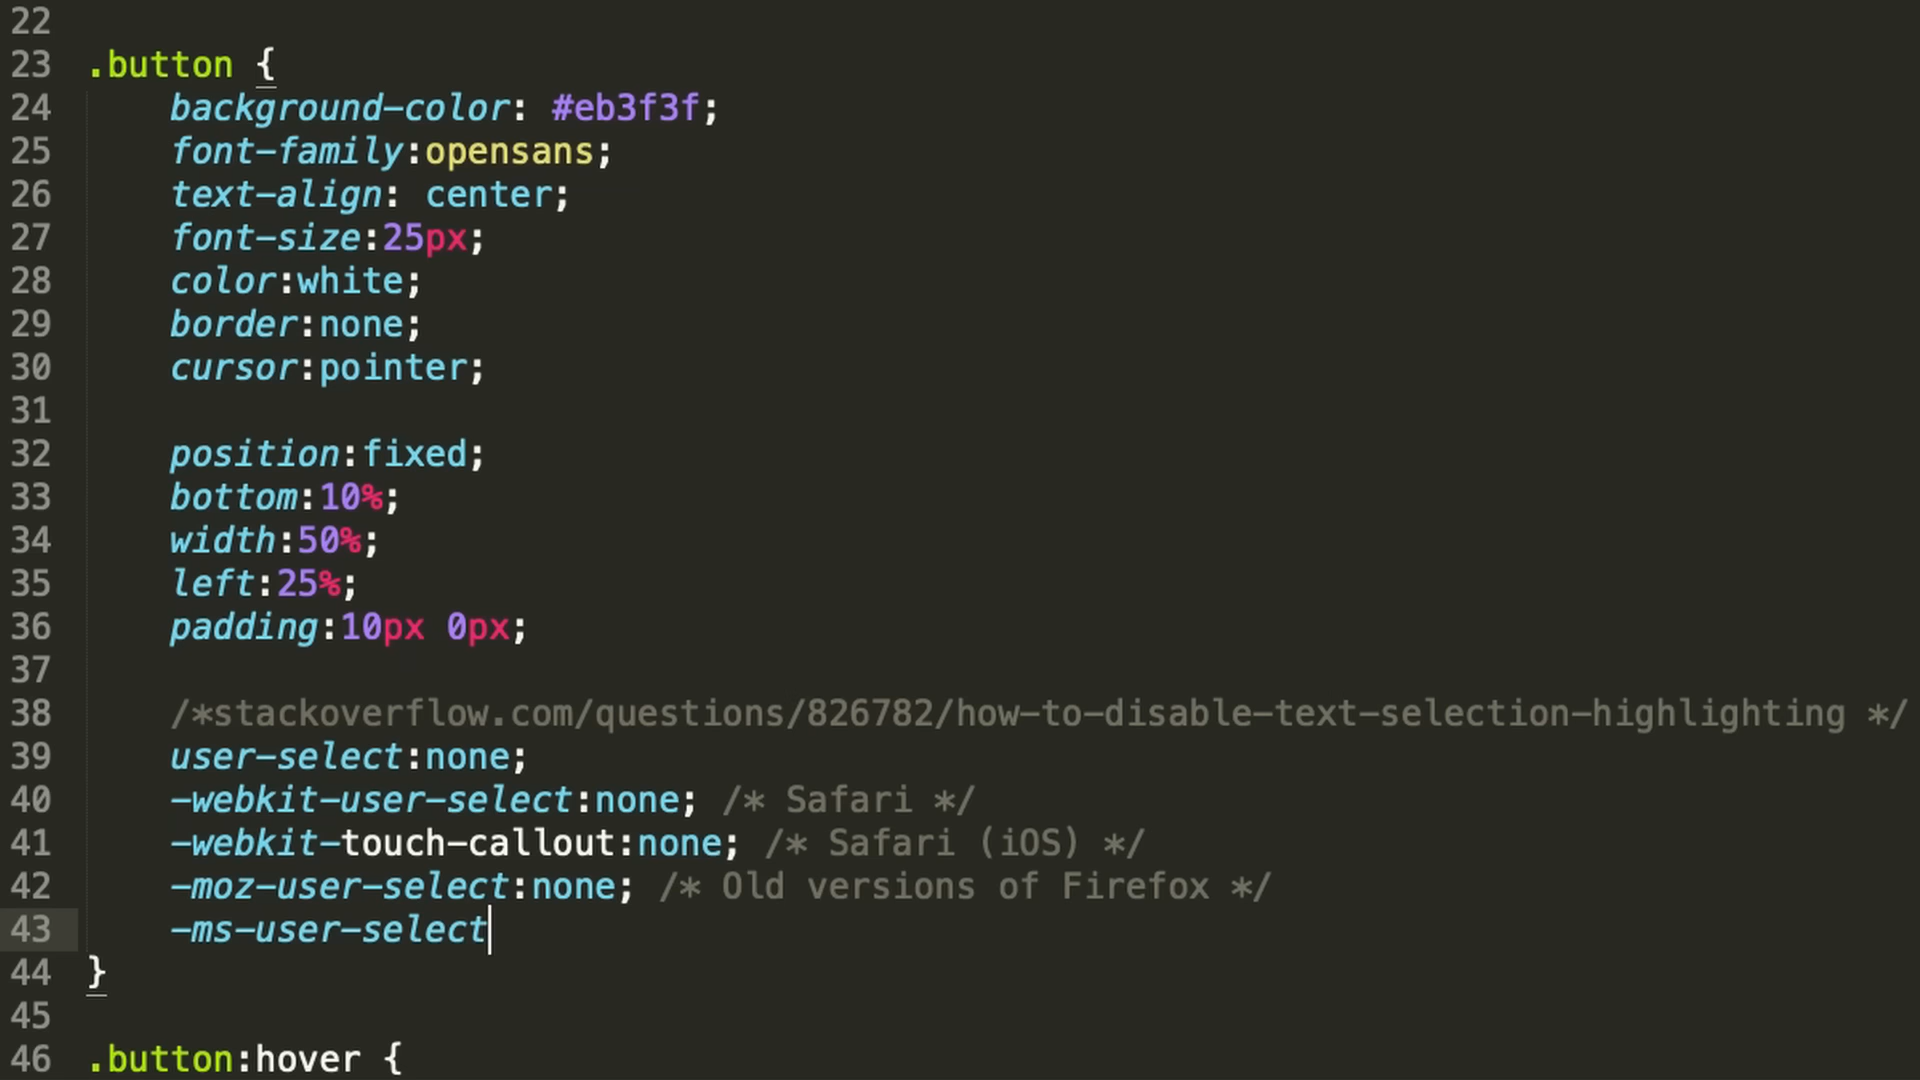 22
23 .button {
24 background-color: #eb3f3f;
25 font-family:opensans;
26 text-align: center;
27 font-size:25px;
28 color:white;
29 border:none;
30 cursor:pointer;
31
32 position:fixed;
33 bottom:10%;
34 width:50%;
35 left:25%;
36 padding:10px 0px;
37
38 /*stackoverflow.com/questions/826782/how-to-disable-text-selection-highlighting */
39 user-select:none;
40 -webkit-user-select:none; /* Safari */
41 -webkit-touch-callout:none; /* Safari (iOS) */
42 -moz-user-select:none; /* Old versions of Firefox */
43 -ms-user-select
44 }
45
46 .button:hover {